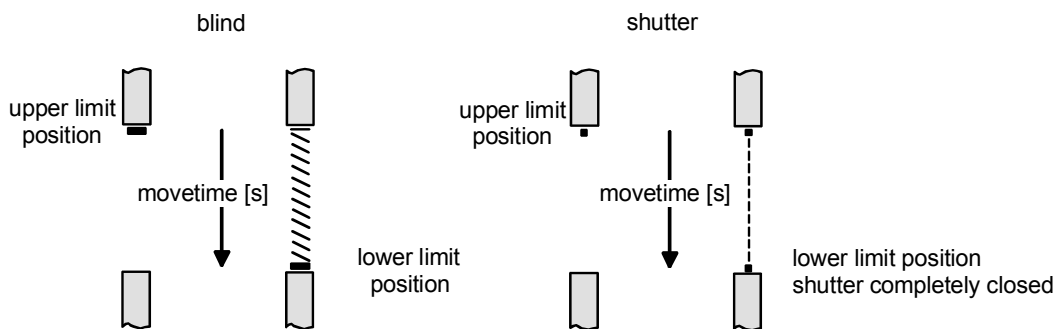 blind
shutter
upper limit
position
upper limit
position
movetime [s]
movetime [s]
lower limit
position
lower limit position
shutter completely closed